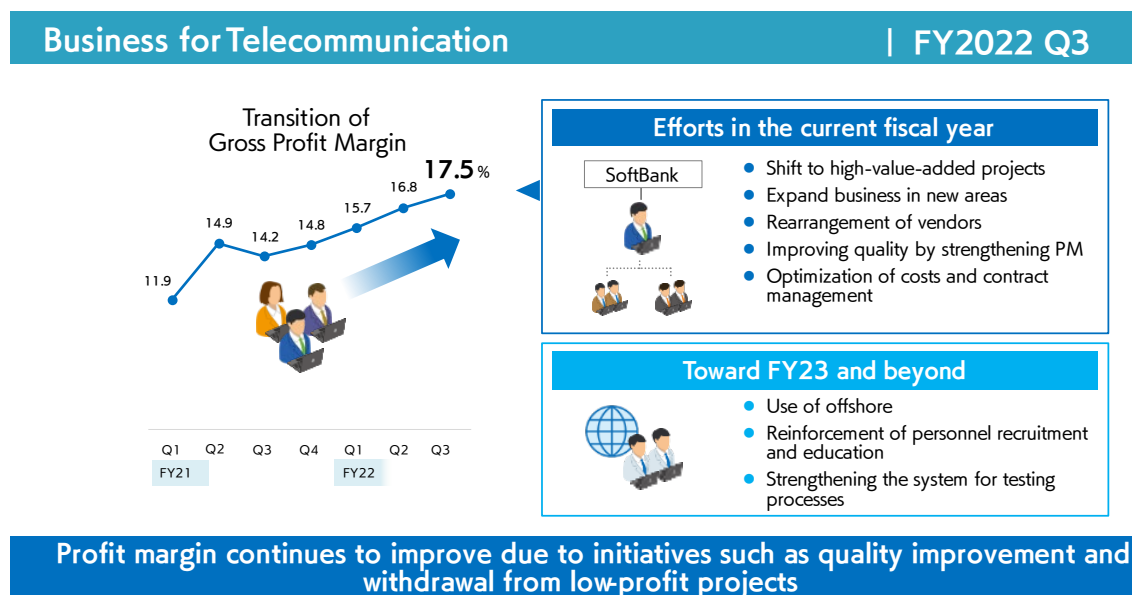 Business for Telecommunication
| FY2022 Q3
Transition of
Gross Profit Margin
17.5 %
16.8
15.7
14.8
14.2
14.9
11.9
Q1
Q2
Q3
Q4
Q1
Q2
Q3
FY21
FY22
Efforts in the current fiscal year
SoftBank
● Shift to high-value-added projects
● Expand business in new areas
● Rearrangement of vendors
● Improving quality by strengthening PM
● Optimization of costs and contract
management
Toward FY23 and beyond
● Use of offshore
● Reinforcement of personnel recruitment
and education
● Strengthening the system for testing
processes
Profit margin continues to improve due to initiatives such as quality improvement and
withdrawal from low-profit projects